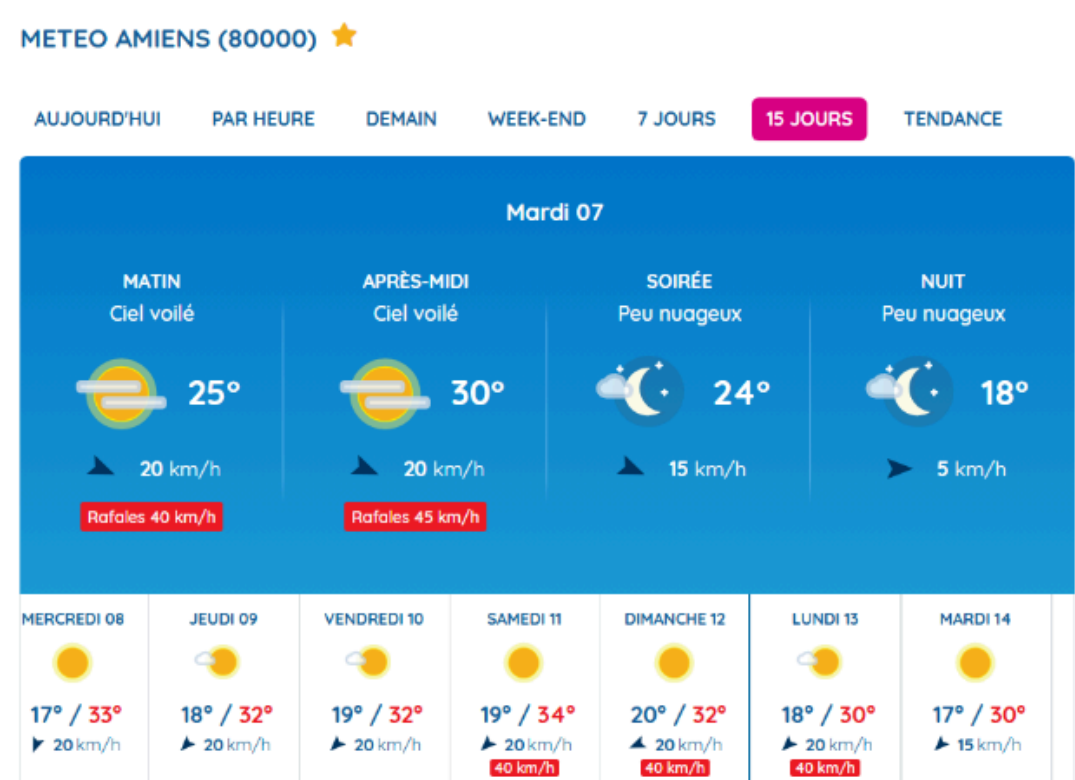 METEO AMIENS (80000)
AUJOURD'HUI PAR HEURE DEMAIN WEEK-END 7 JOURS 15 JOURS TENDANCE
Mardi 07
MATIN APRÈS-MIDI SOIRÉE NUIT
Ciel voilé Ciel voilé Peu nuageux Peu nuageux
25° 30° 24° 18°
20 km/h 20 km/h 15 km/h 5 km/h
Rafales 40 km/h Rafales 45 km/h
MERCREDI 08 JEUDI 09 VENDREDI 10 SAMEDI 11 DIMANCHE 12 LUNDI 13 MARDI 14
17° / 33° 18° / 32° 19° / 32° 19° / 34° 20° / 32° 18° / 30° 17° / 30°
20 km/h 20 km/h 20 km/h 20 km/h 20 km/h 20 km/h 15 km/h
40 km/h 40 km/h 40 km/h